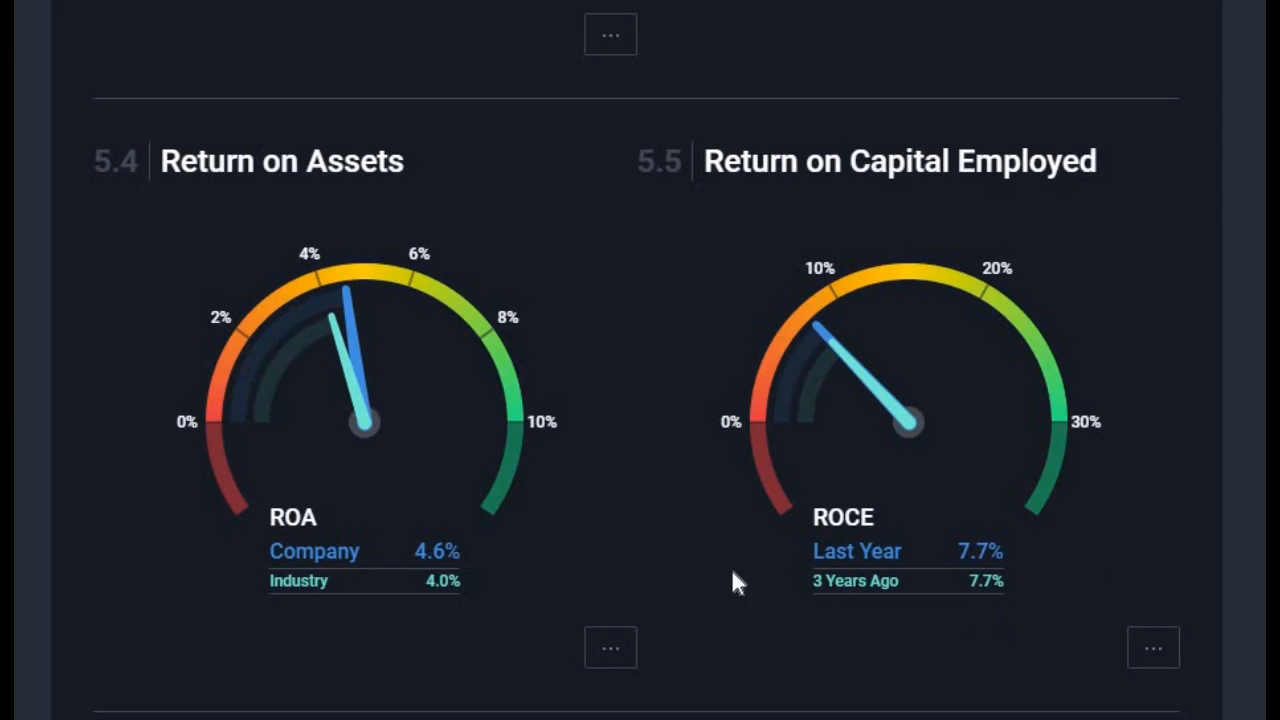 ...
5.4 Return on Assets
5.5 Return on Capital Employed
4% 6%
2% 8%
0% 10%
ROA
Company 4.6%
Industry 4.0%
10% 20%
0% 30%
ROCE
Last Year 7.7%
3 Years Ago 7.7%
...
...